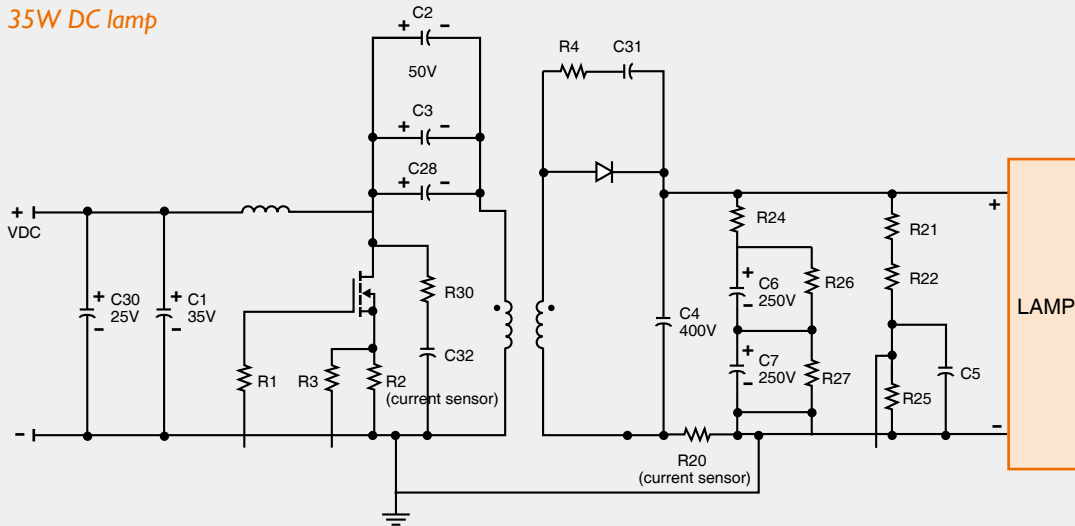 35W DC lamp
+ C2 −
50V
+ C3 −
C28
+ −
R4 C31
+
VDC
R24
+
R21
R22
LAMP
R30
+ C30
25V
−
+ C1
35V
−
C32
C4
400V
+ C6
250V
−
R26
+ C7
250V
−
R27
R1
R3
R2
(current sensor)
R25
C5
−
−
R20
(current sensor)